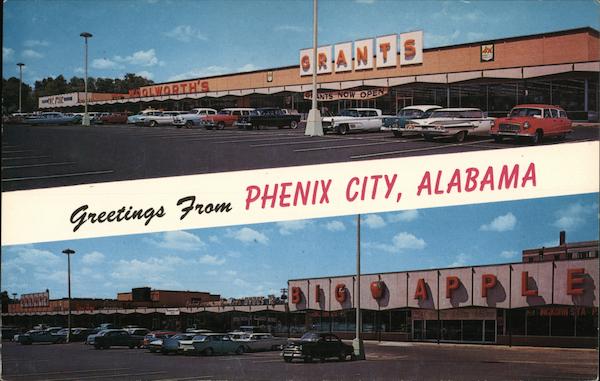 GRANTS
WOOLWORTH'S
GRANTS NOW OPEN
Greetings From PHENIX CITY, ALABAMA
BIG APPLE